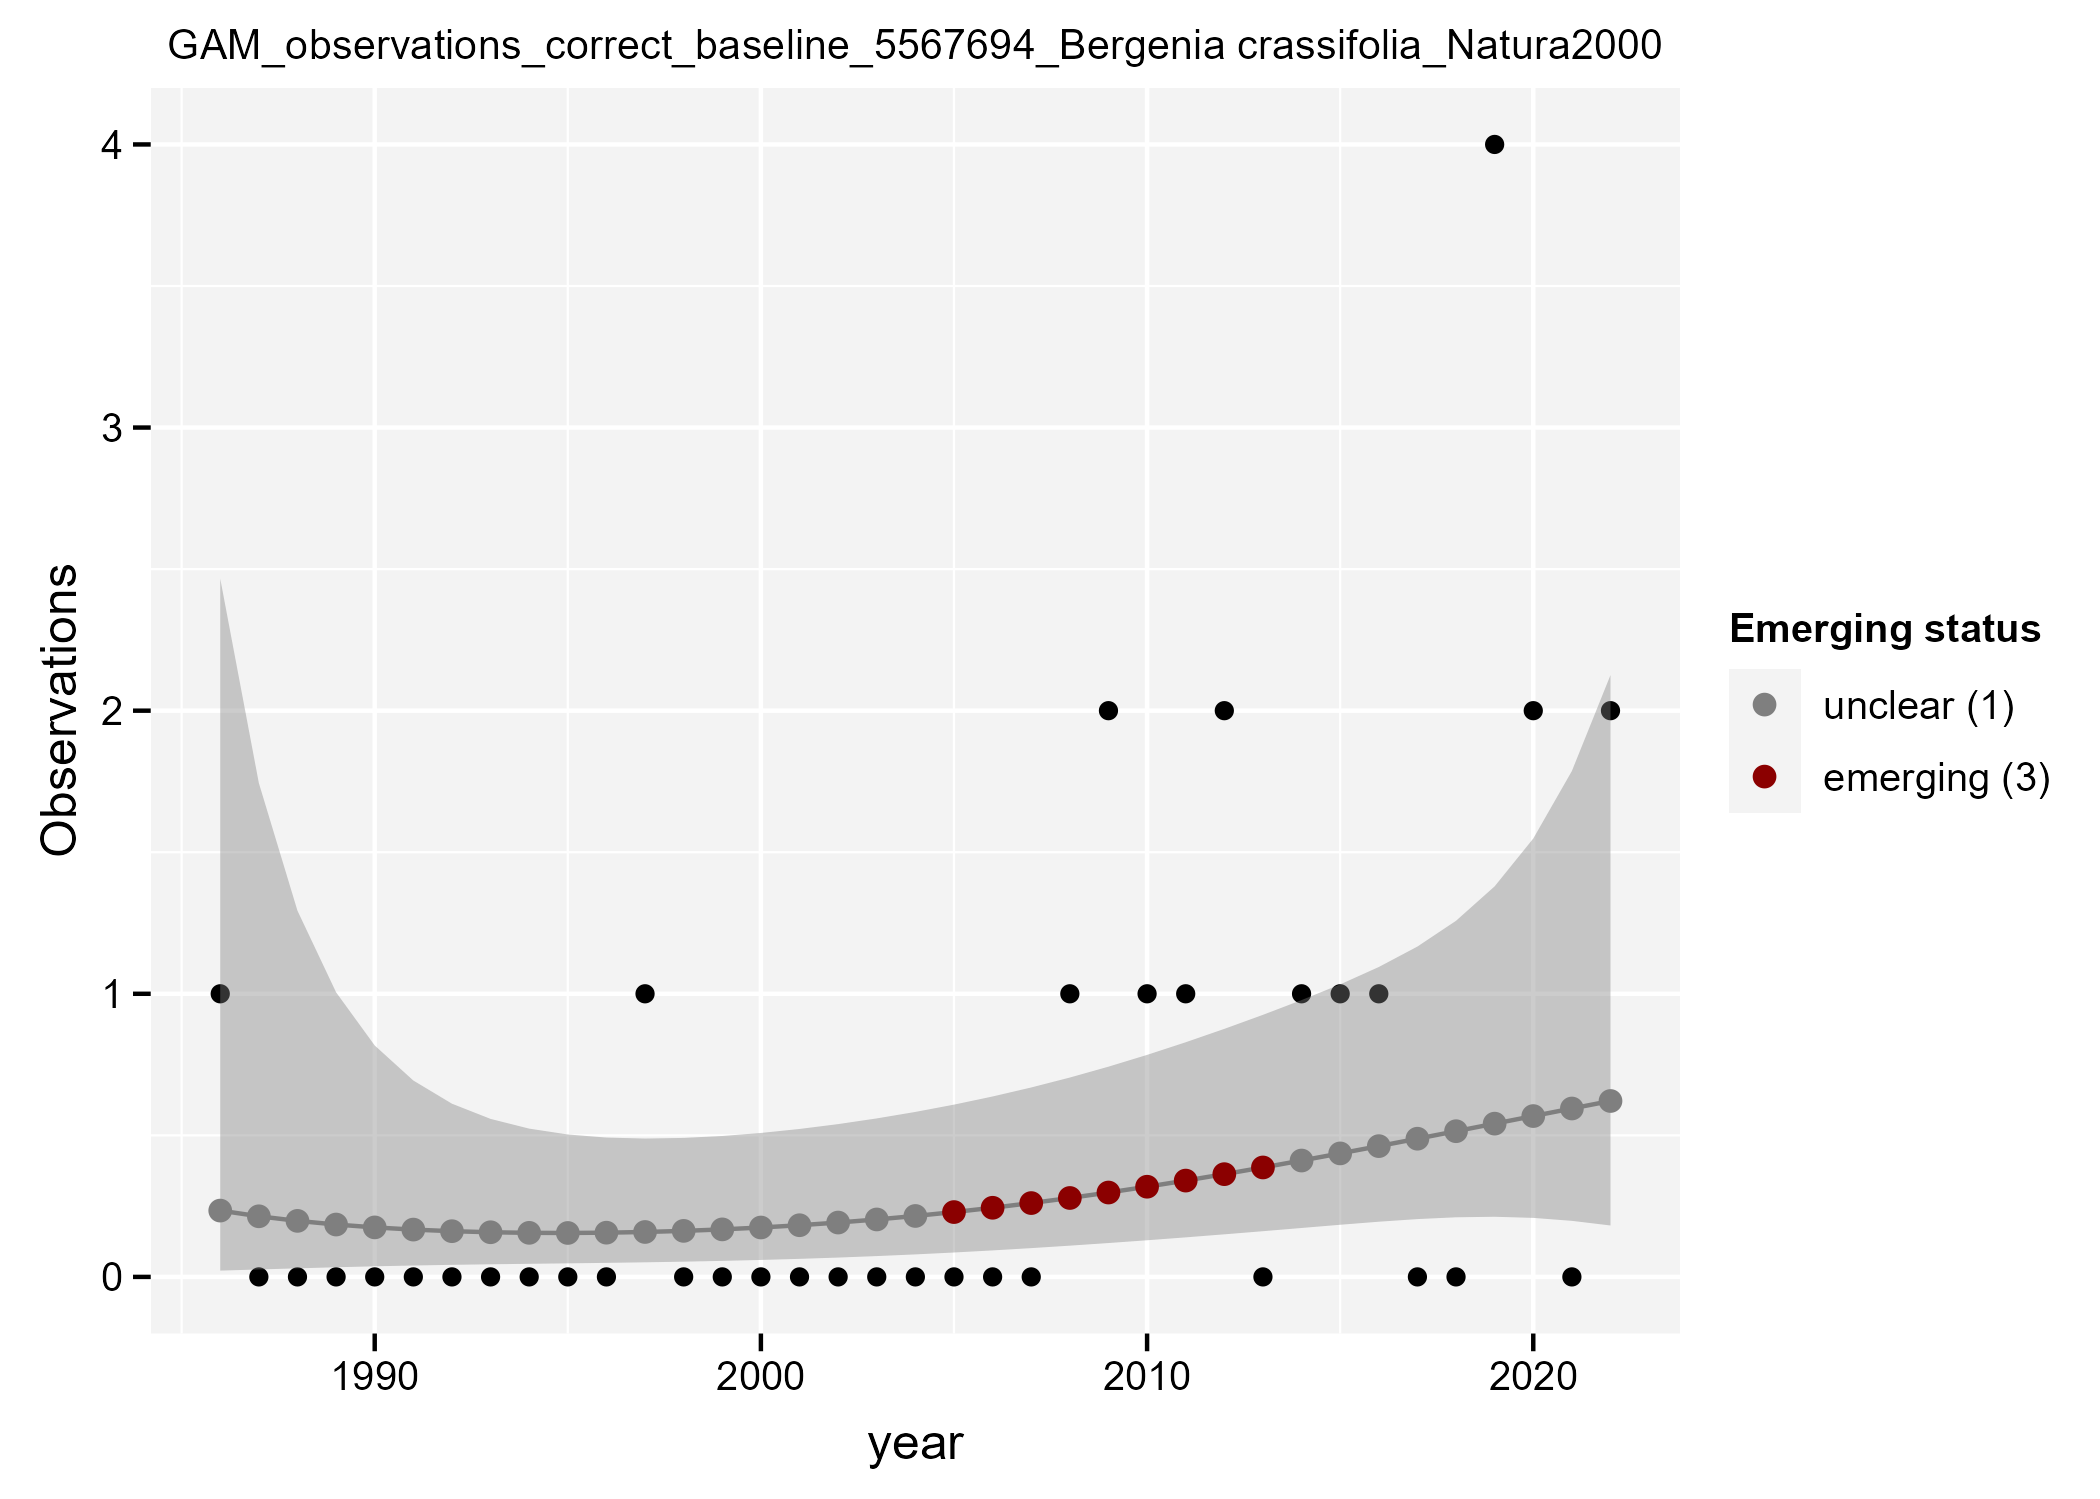 GAM_observations_correct_baseline_5567694_Bergenia crassifolia_Natura2000
4
3
2
1
0
Observations
1990 2000 2010 2020
year
Emerging status
unclear (1)
emerging (3)